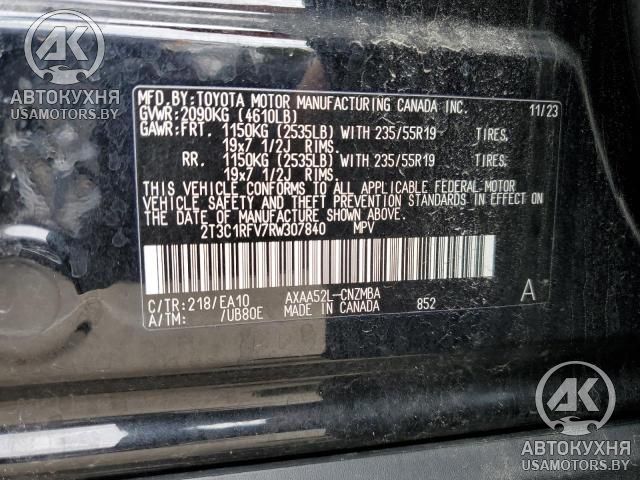 АК
АВТОКУХНЯ
USAMOTORS.BY
MFD.BY:TOYOTA MOTOR MANUFACTURING CANADA INC. 11/23
GVWR:2090KG (4610LB)
GAWR:FRT. 1150KG (2535LB) WITH 235/55R19 TIRES.
19x7 1/2J RIMS.
RR. 1150KG (2535LB) WITH 235/55R19 TIRES.
19x7 1/2J RIMS.
THIS VEHICLE CONFORMS TO ALL APPLICABLE FEDERAL MOTOR
VEHICLE SAFETY AND THEFT PREVENTION STANDARDS IN EFFECT ON
THE DATE OF MANUFACTURE SHOWN ABOVE.
2T3C1RFV7RW307840 MPV
C/TR:218/EA10 AXAA52L-CNZMBA 852 A
A/TM: /UB80E MADE IN CANADA
АК
АВТОКУХНЯ
USAMOTORS.BY